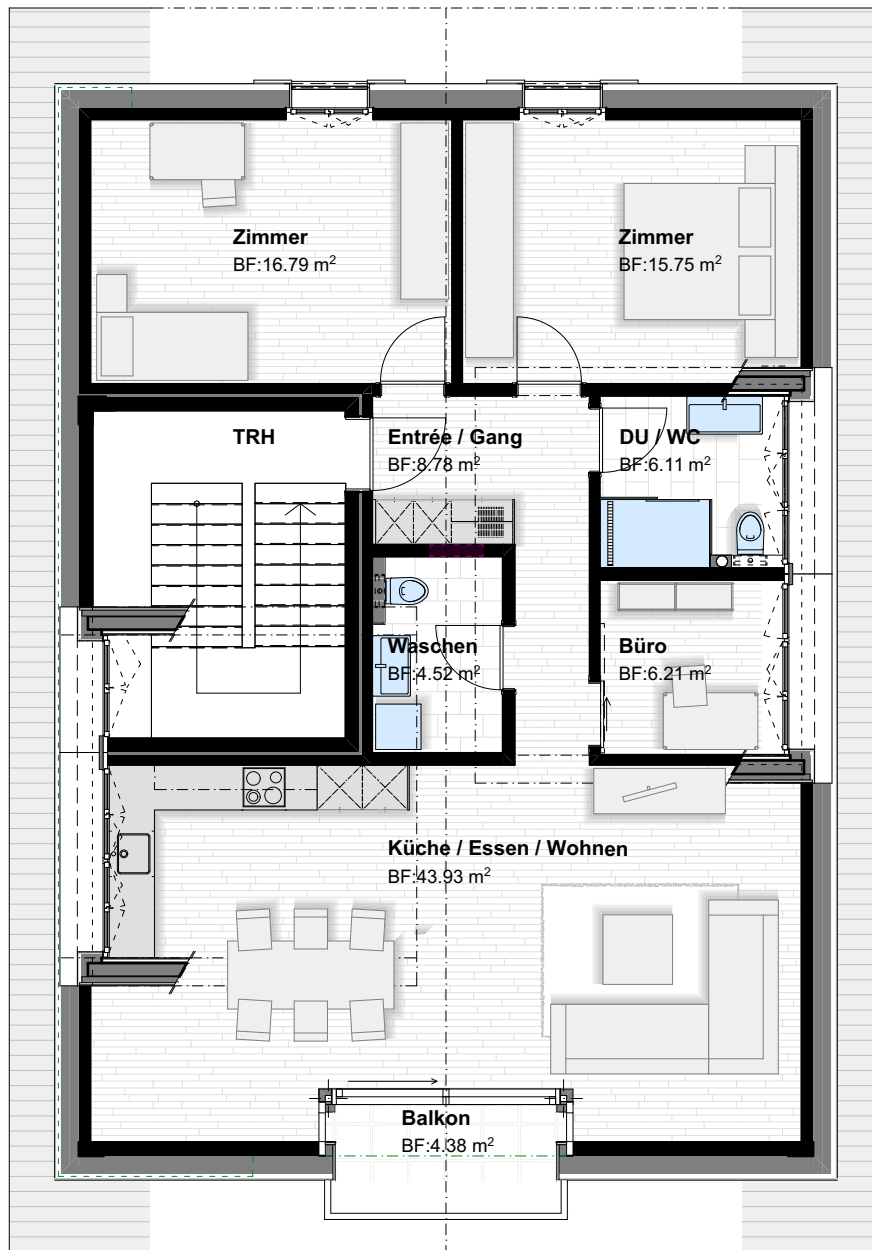 Zimmer
BF:16.79 m²
Zimmer
BF:15.75 m²
TRH
Entrée / Gang
BF:8.78 m²
DU / WC
BF:6.11 m²
Waschen
BF:4.52 m²
Büro
BF:6.21 m²
Küche / Essen / Wohnen
BF:43.93 m²
Balkon
BF:4.38 m²